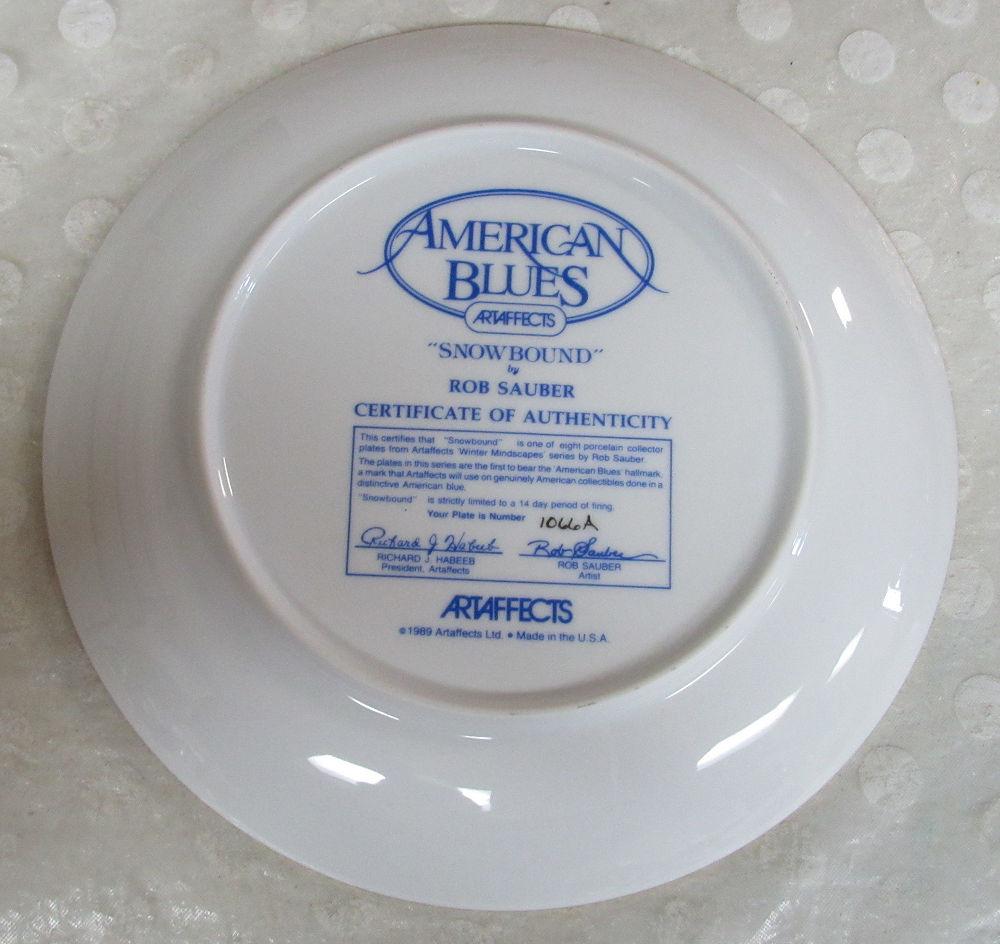 AMERICAN
BLUES
ARTAFFECTS
"SNOWBOUND"
by
ROB SAUBER
CERTIFICATE OF AUTHENTICITY
This certifies that "Snowbound" is one of eight porcelain collector
plates from Artaffects 'Winter Mindscapes' series by Rob Sauber.
The plates in this series are the first to bear the 'American Blues' hallmark,
a mark that Artaffects will use on genuinely American collectibles done in a
distinctive American blue.
"Snowbound" is strictly limited to a 14 day period of firing.
Your Plate is Number 1066A
Richard J Habeeb Rob Sauber
RICHARD J. HABEEB ROB SAUBER
President, Artaffects Artist
ARTAFFECTS
© 1989 Artaffects Ltd. • Made in the U.S.A.